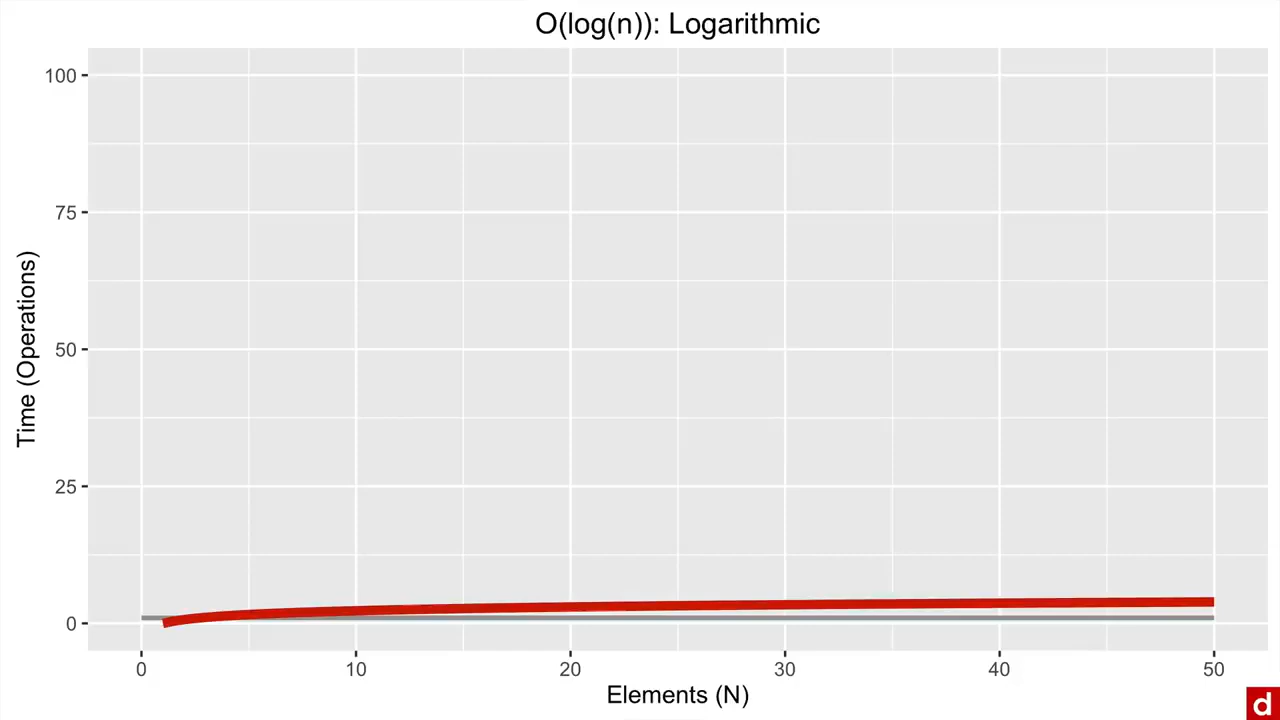 O(log(n)): Logarithmic
100
75
50
25
0
Time (Operations)
0 10 20 30 40 50
Elements (N)
d